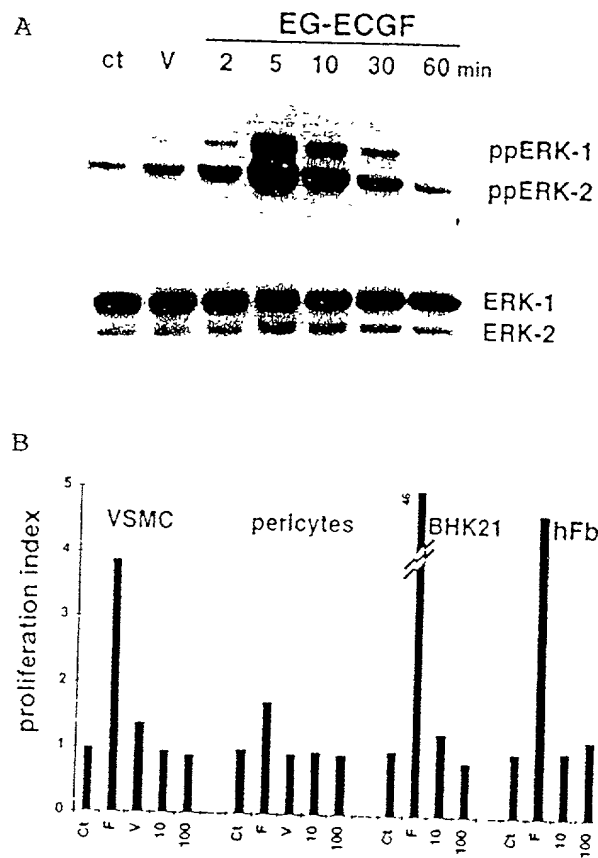 A
EG-ECGF
ct V 2 5 10 30 60 min
ppERK-1
ppERK-2
ERK-1
ERK-2
B
proliferation index
5
4
3
2
1
0
VSMC
pericytes
46
BHK21
hFb
Ct F V 10 100 Ct F V 10 100 Ct F 10 100 Ct F 10 100